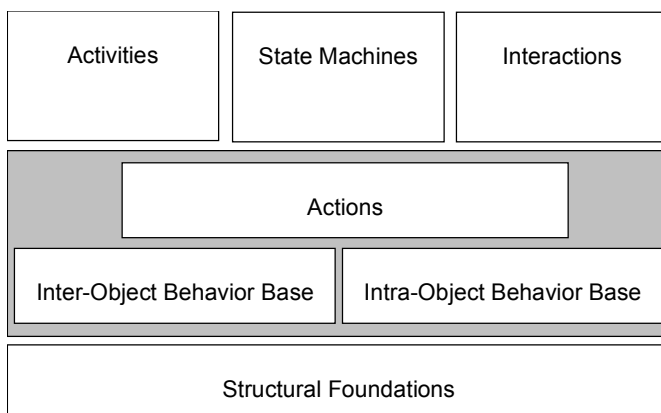 Activities
State Machines
Interactions
Actions
Inter-Object Behavior Base
Intra-Object Behavior Base
Structural Foundations